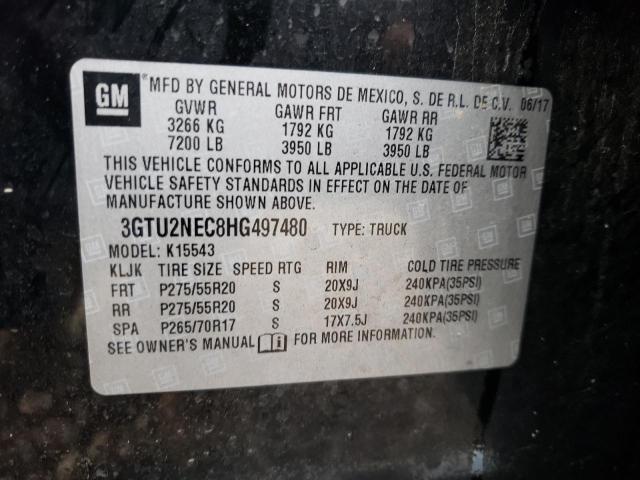 GM
MFD BY GENERAL MOTORS DE MEXICO, S. DE R.L. DE C.V. 06/17
GVWR GAWR FRT GAWR RR
3266 KG 1792 KG 1792 KG
7200 LB 3950 LB 3950 LB
THIS VEHICLE CONFORMS TO ALL APPLICABLE U.S. FEDERAL MOTOR
VEHICLE SAFETY STANDARDS IN EFFECT ON THE DATE OF
MANUFACTURE SHOWN ABOVE.
3GTU2NEC8HG497480 TYPE: TRUCK
MODEL: K15543
KLJK TIRE SIZE SPEED RTG RIM COLD TIRE PRESSURE
FRT P275/55R20 S 20X9J 240KPA(35PSI)
RR P275/55R20 S 20X9J 240KPA(35PSI)
SPA P265/70R17 S 17X7.5J 240KPA(35PSI)
SEE OWNER'S MANUAL FOR MORE INFORMATION.